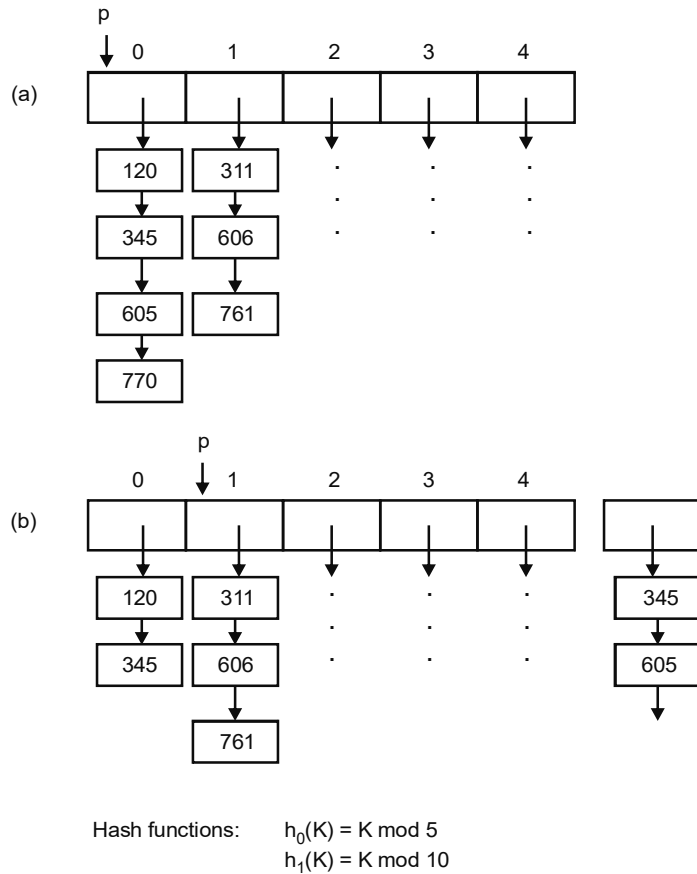 p
0 1 2 3 4
(a)
120 311 . . .
. . .
345 606 . . .
605 761
770
p
0 1 2 3 4
(b)
120 311 . . . 345
. . .
345 606 . . . 605
761
Hash functions: h₀(K) = K mod 5
h₁(K) = K mod 10